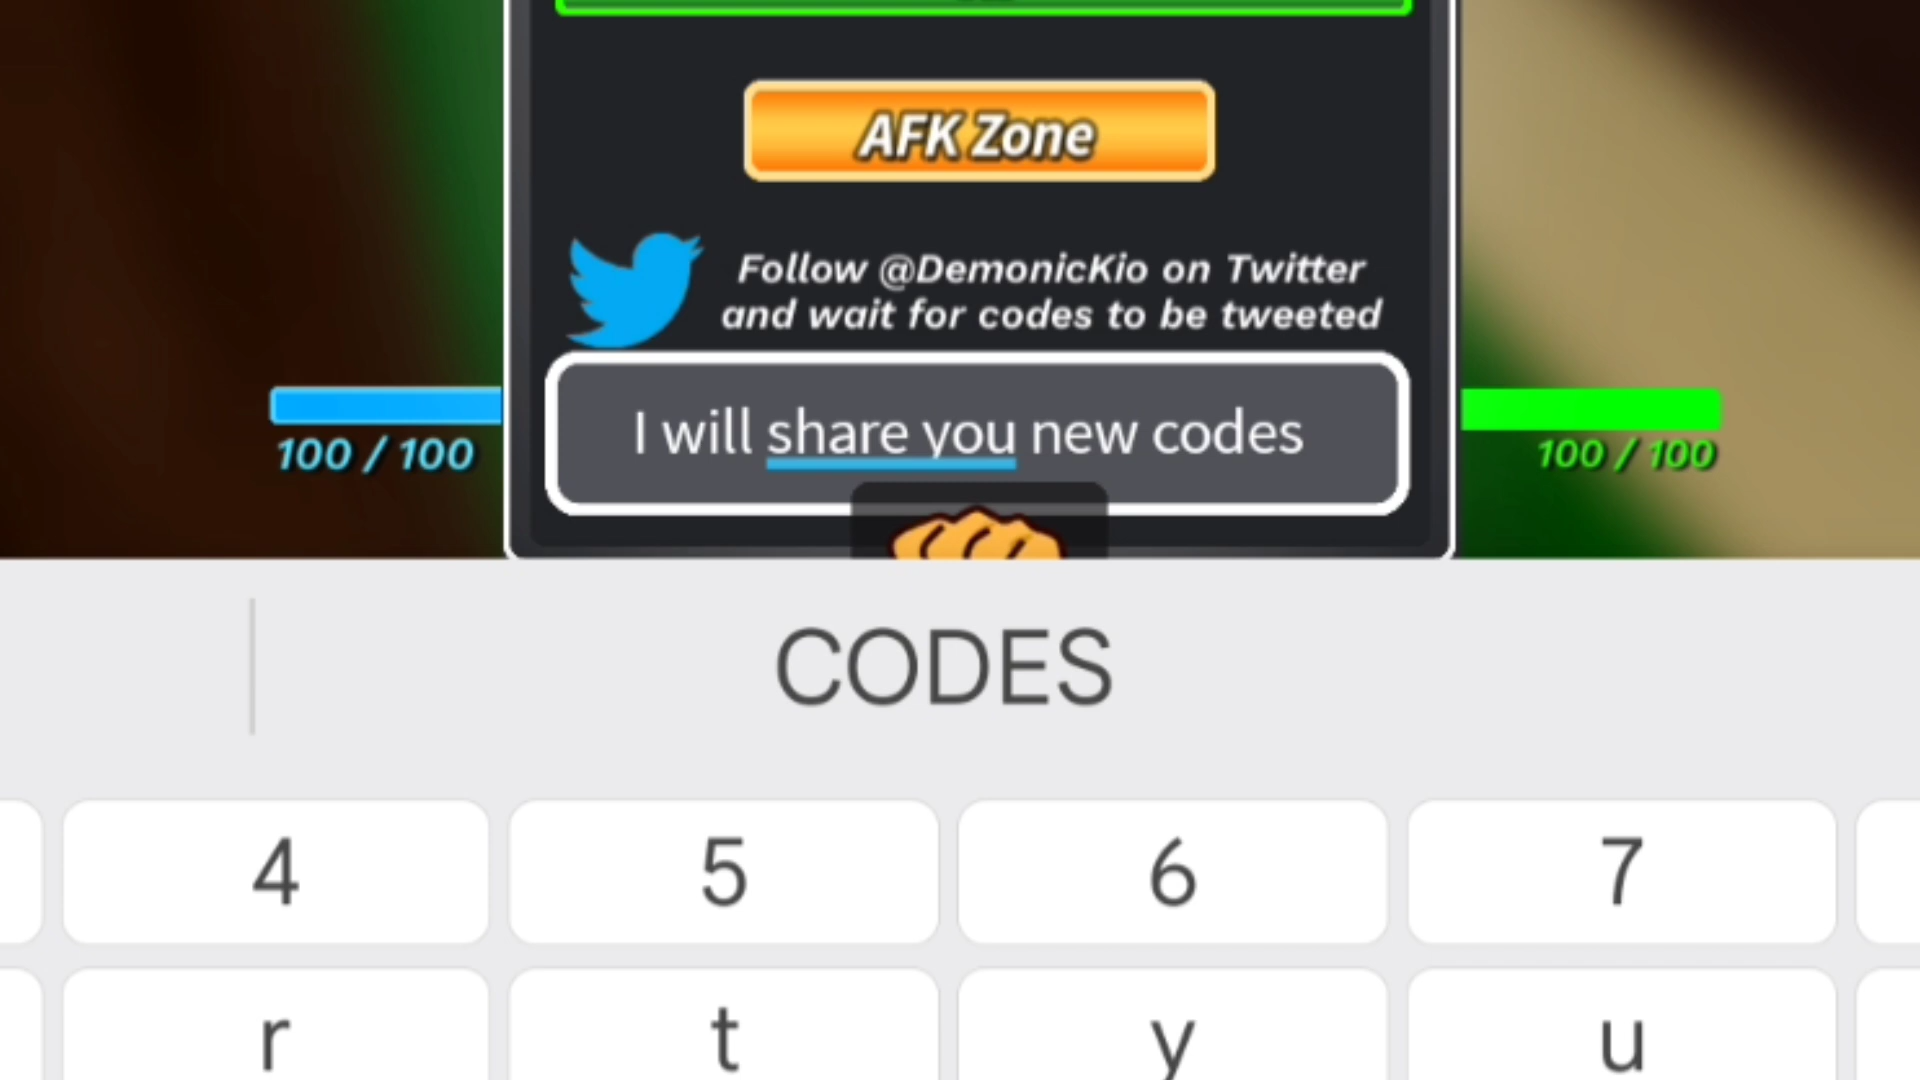 AFK Zone
Follow @DemonicKio on Twitter
and wait for codes to be tweeted
I will share you new codes
100 / 100
100 / 100
CODES
4 5 6 7
r t y u